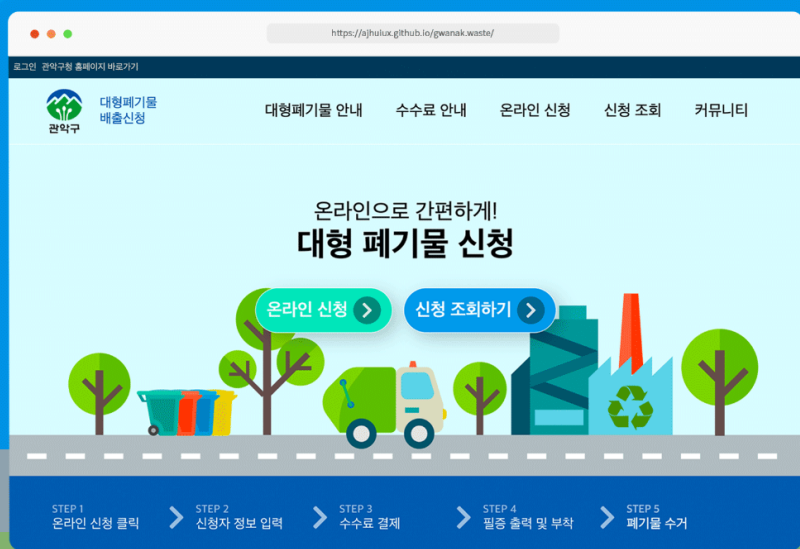 https://ajhuiux.github.io/gwanak.waste/
로그인 관악구청 홈페이지 바로가기
관악구
대형폐기물
배출신청
대형폐기물 안내 수수료 안내 온라인 신청 신청 조회 커뮤니티
온라인으로 간편하게!
대형 폐기물 신청
온라인 신청 신청 조회하기
STEP 1 STEP 2 STEP 3 STEP 4 STEP 5
온라인 신청 클릭 신청자 정보 입력 수수료 결제 필증 출력 및 부착 폐기물 수거